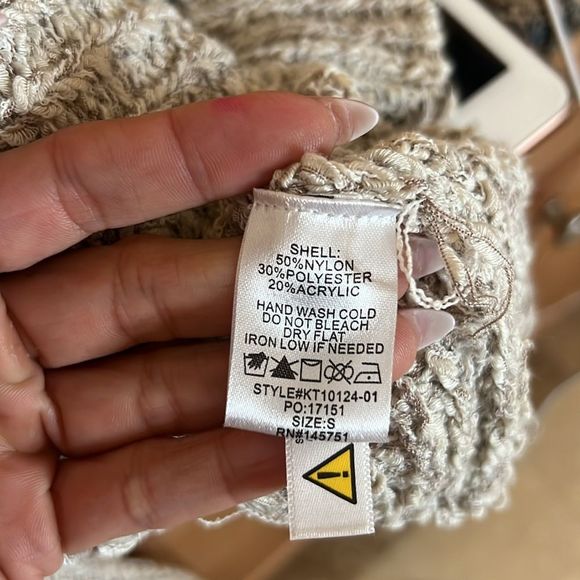 SHELL:
50%NYLON
30%POLYESTER
20%ACRYLIC
HAND WASH COLD
DO NOT BLEACH
DRY FLAT
IRON LOW IF NEEDED
STYLE#KT10124-01
PO:17151
SIZE:S
RN#145751